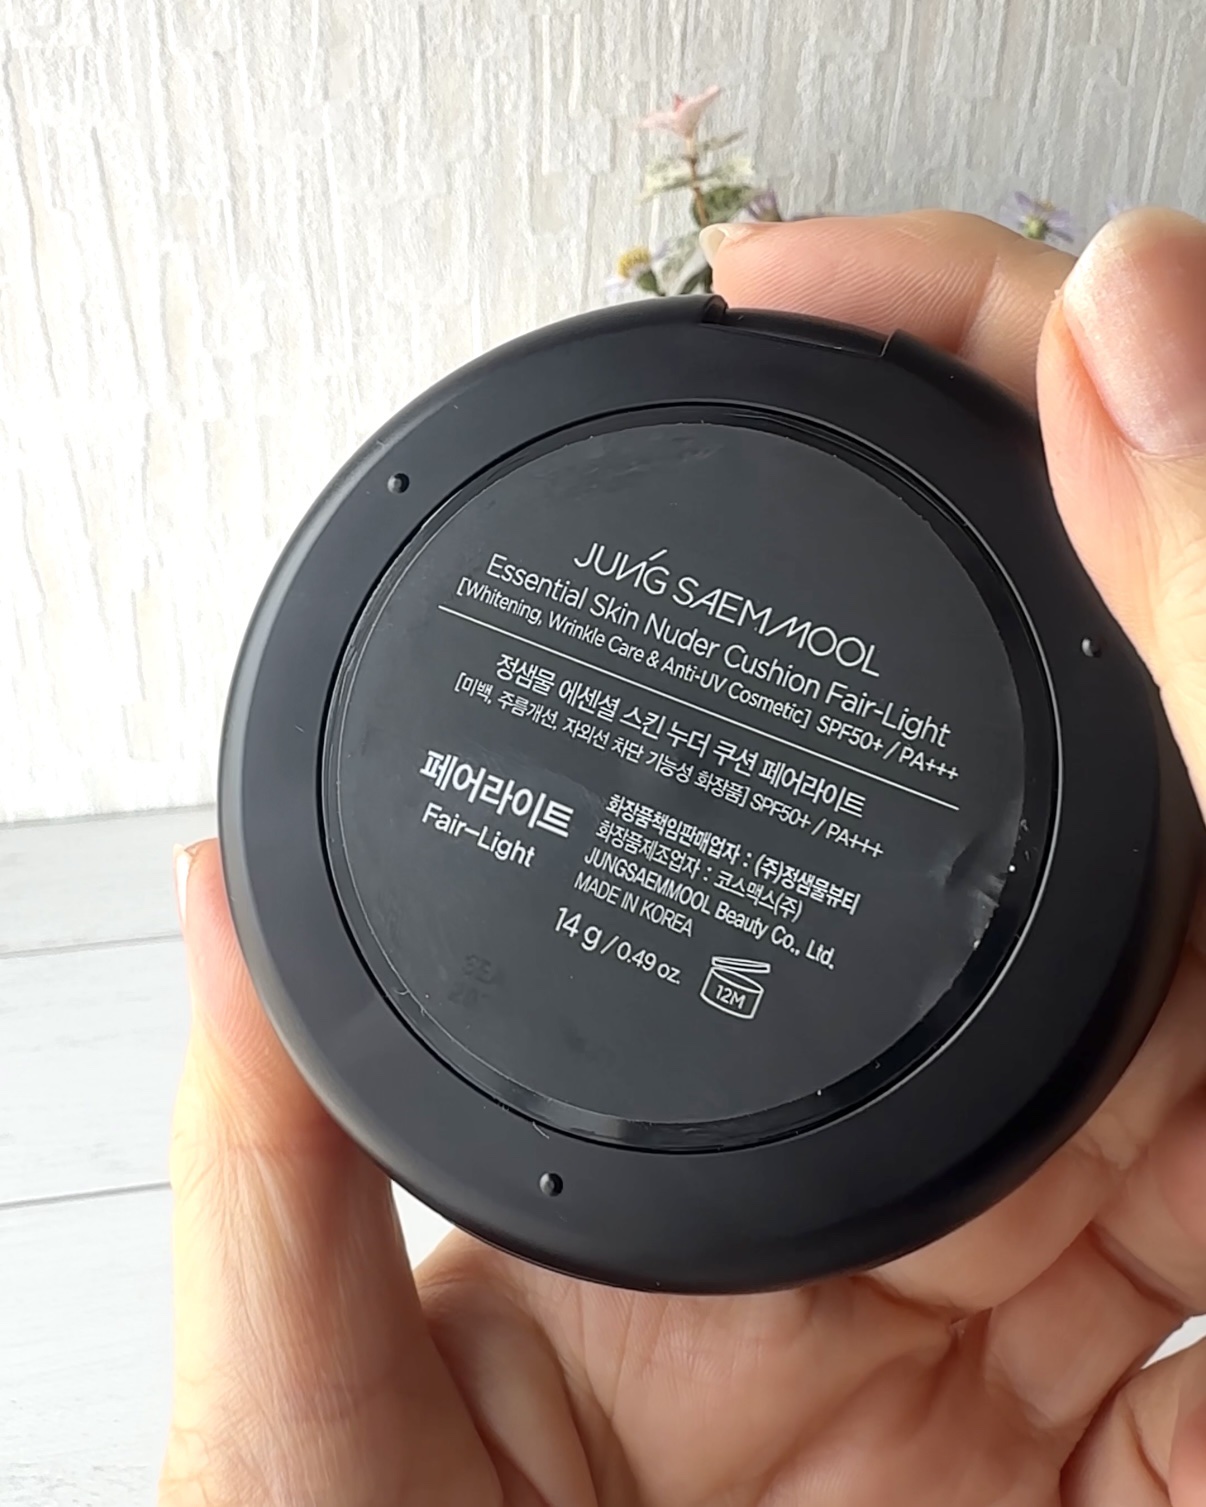 JUNG SAEMMOOL
Essential Skin Nuder Cushion Fair-Light
[Whitening, Wrinkle Care & Anti-UV Cosmetic] SPF50+ / PA+++
정샘물 에센셜 스킨 누더 쿠션 페어라이트
[미백, 주름개선, 자외선 차단 기능성 화장품] SPF50+ / PA+++
페어라이트
Fair-Light
화장품책임판매업자 : (주)정샘물뷰티
화장품제조업자 : 코스맥스(주)
JUNGSAEMMOOL Beauty Co., Ltd.
MADE IN KOREA
14 g / 0.49 oz.
12M